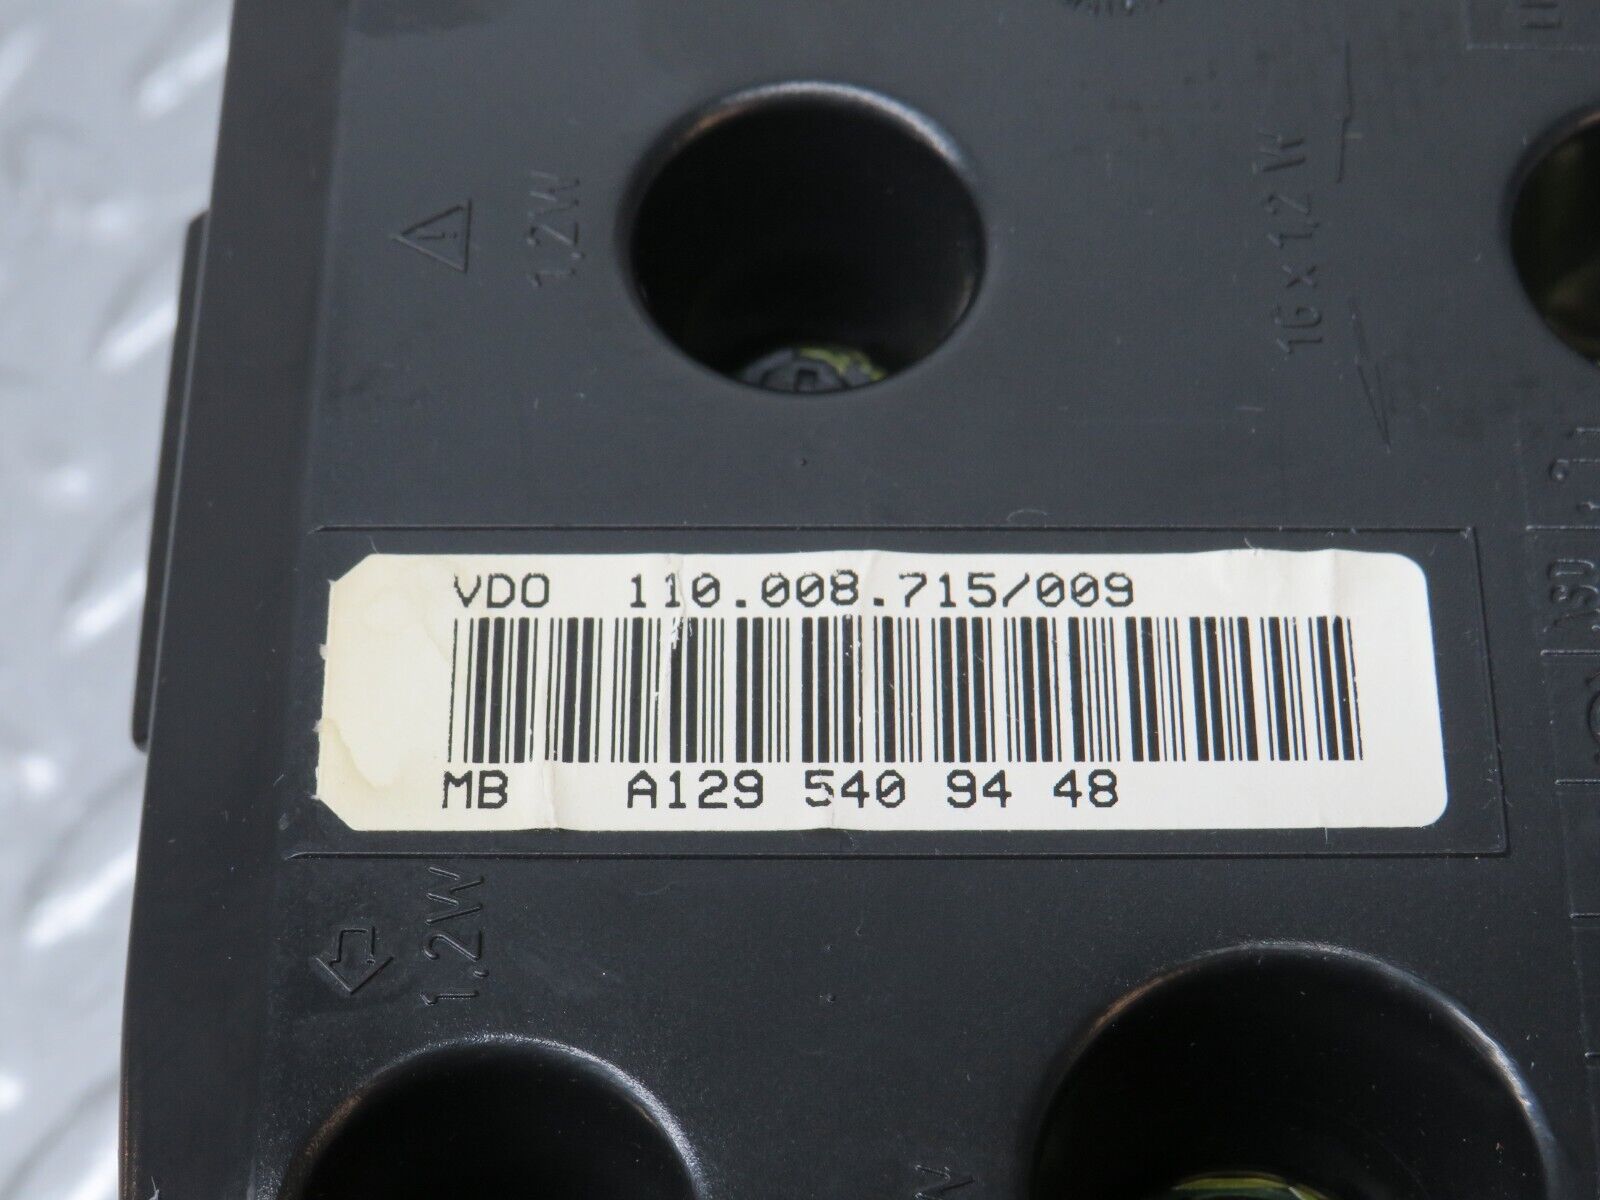 1,2W
16 x 1,2 W
VDO 110.008.715/009
MB A129 540 94 48
1,2W